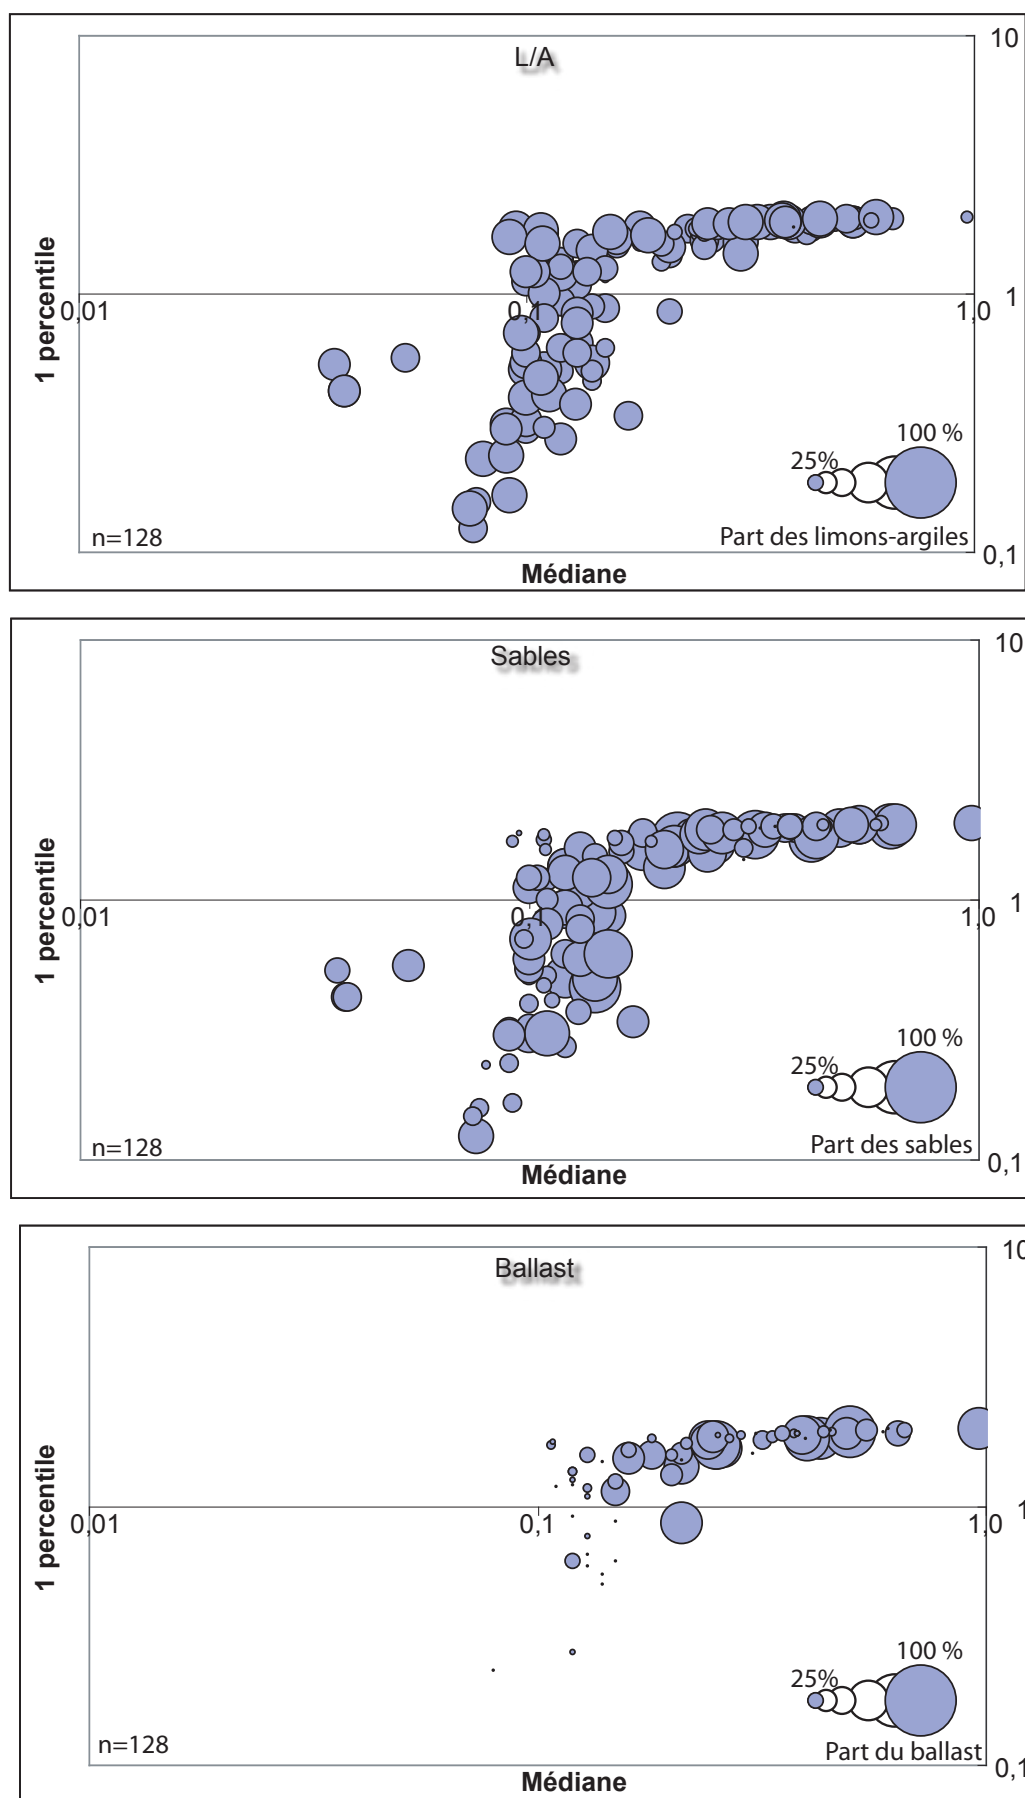 L/A
10
1 percentile
0,01
0,1
1,0
1
100 %
25%
n=128
Part des limons-argiles
0,1
Médiane
Sables
10
1 percentile
0,01
0,1
1,0
1
100 %
25%
n=128
Part des sables
0,1
Médiane
Ballast
10
1 percentile
0,01
0,1
1,0
1
100 %
25%
n=128
Part du ballast
0,1
Médiane